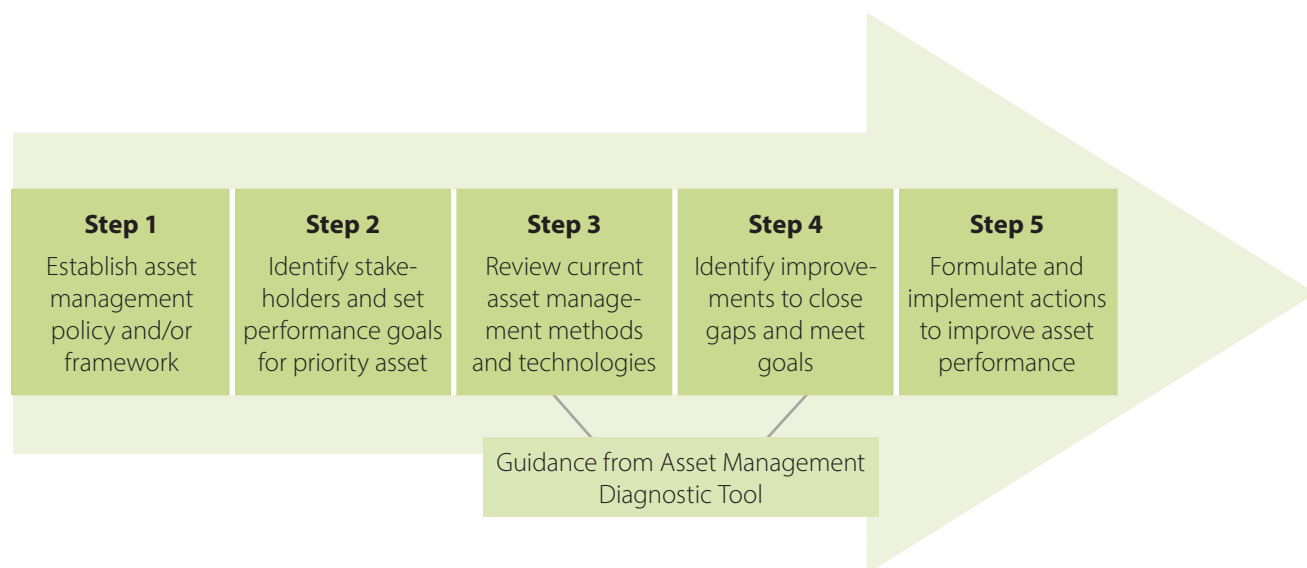 Step 1
Establish asset
management
policy and/or
framework
Step 2
Identify stake-
holders and set
performance goals
for priority asset
Step 3
Review current
asset manage-
ment methods
and technologies
Step 4
Identify improve-
ments to close
gaps and meet
goals
Step 5
Formulate and
implement actions
to improve asset
performance
Guidance from Asset Management
Diagnostic Tool